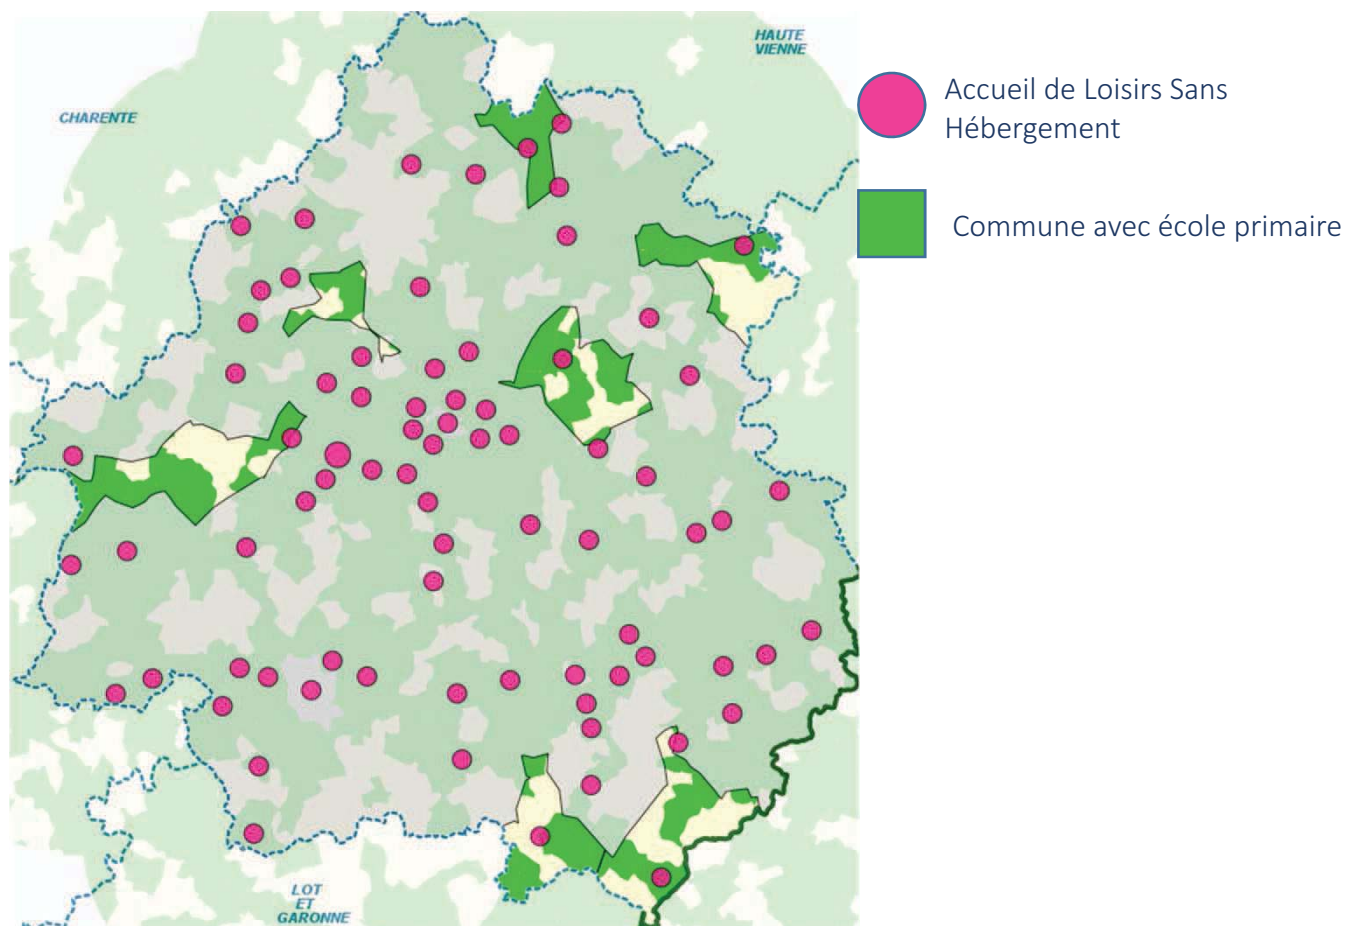 HAUTE
VIENNE
CHARENTE
Accueil de Loisirs Sans
Hébergement
Commune avec école primaire
LOT
ET
GARONNE